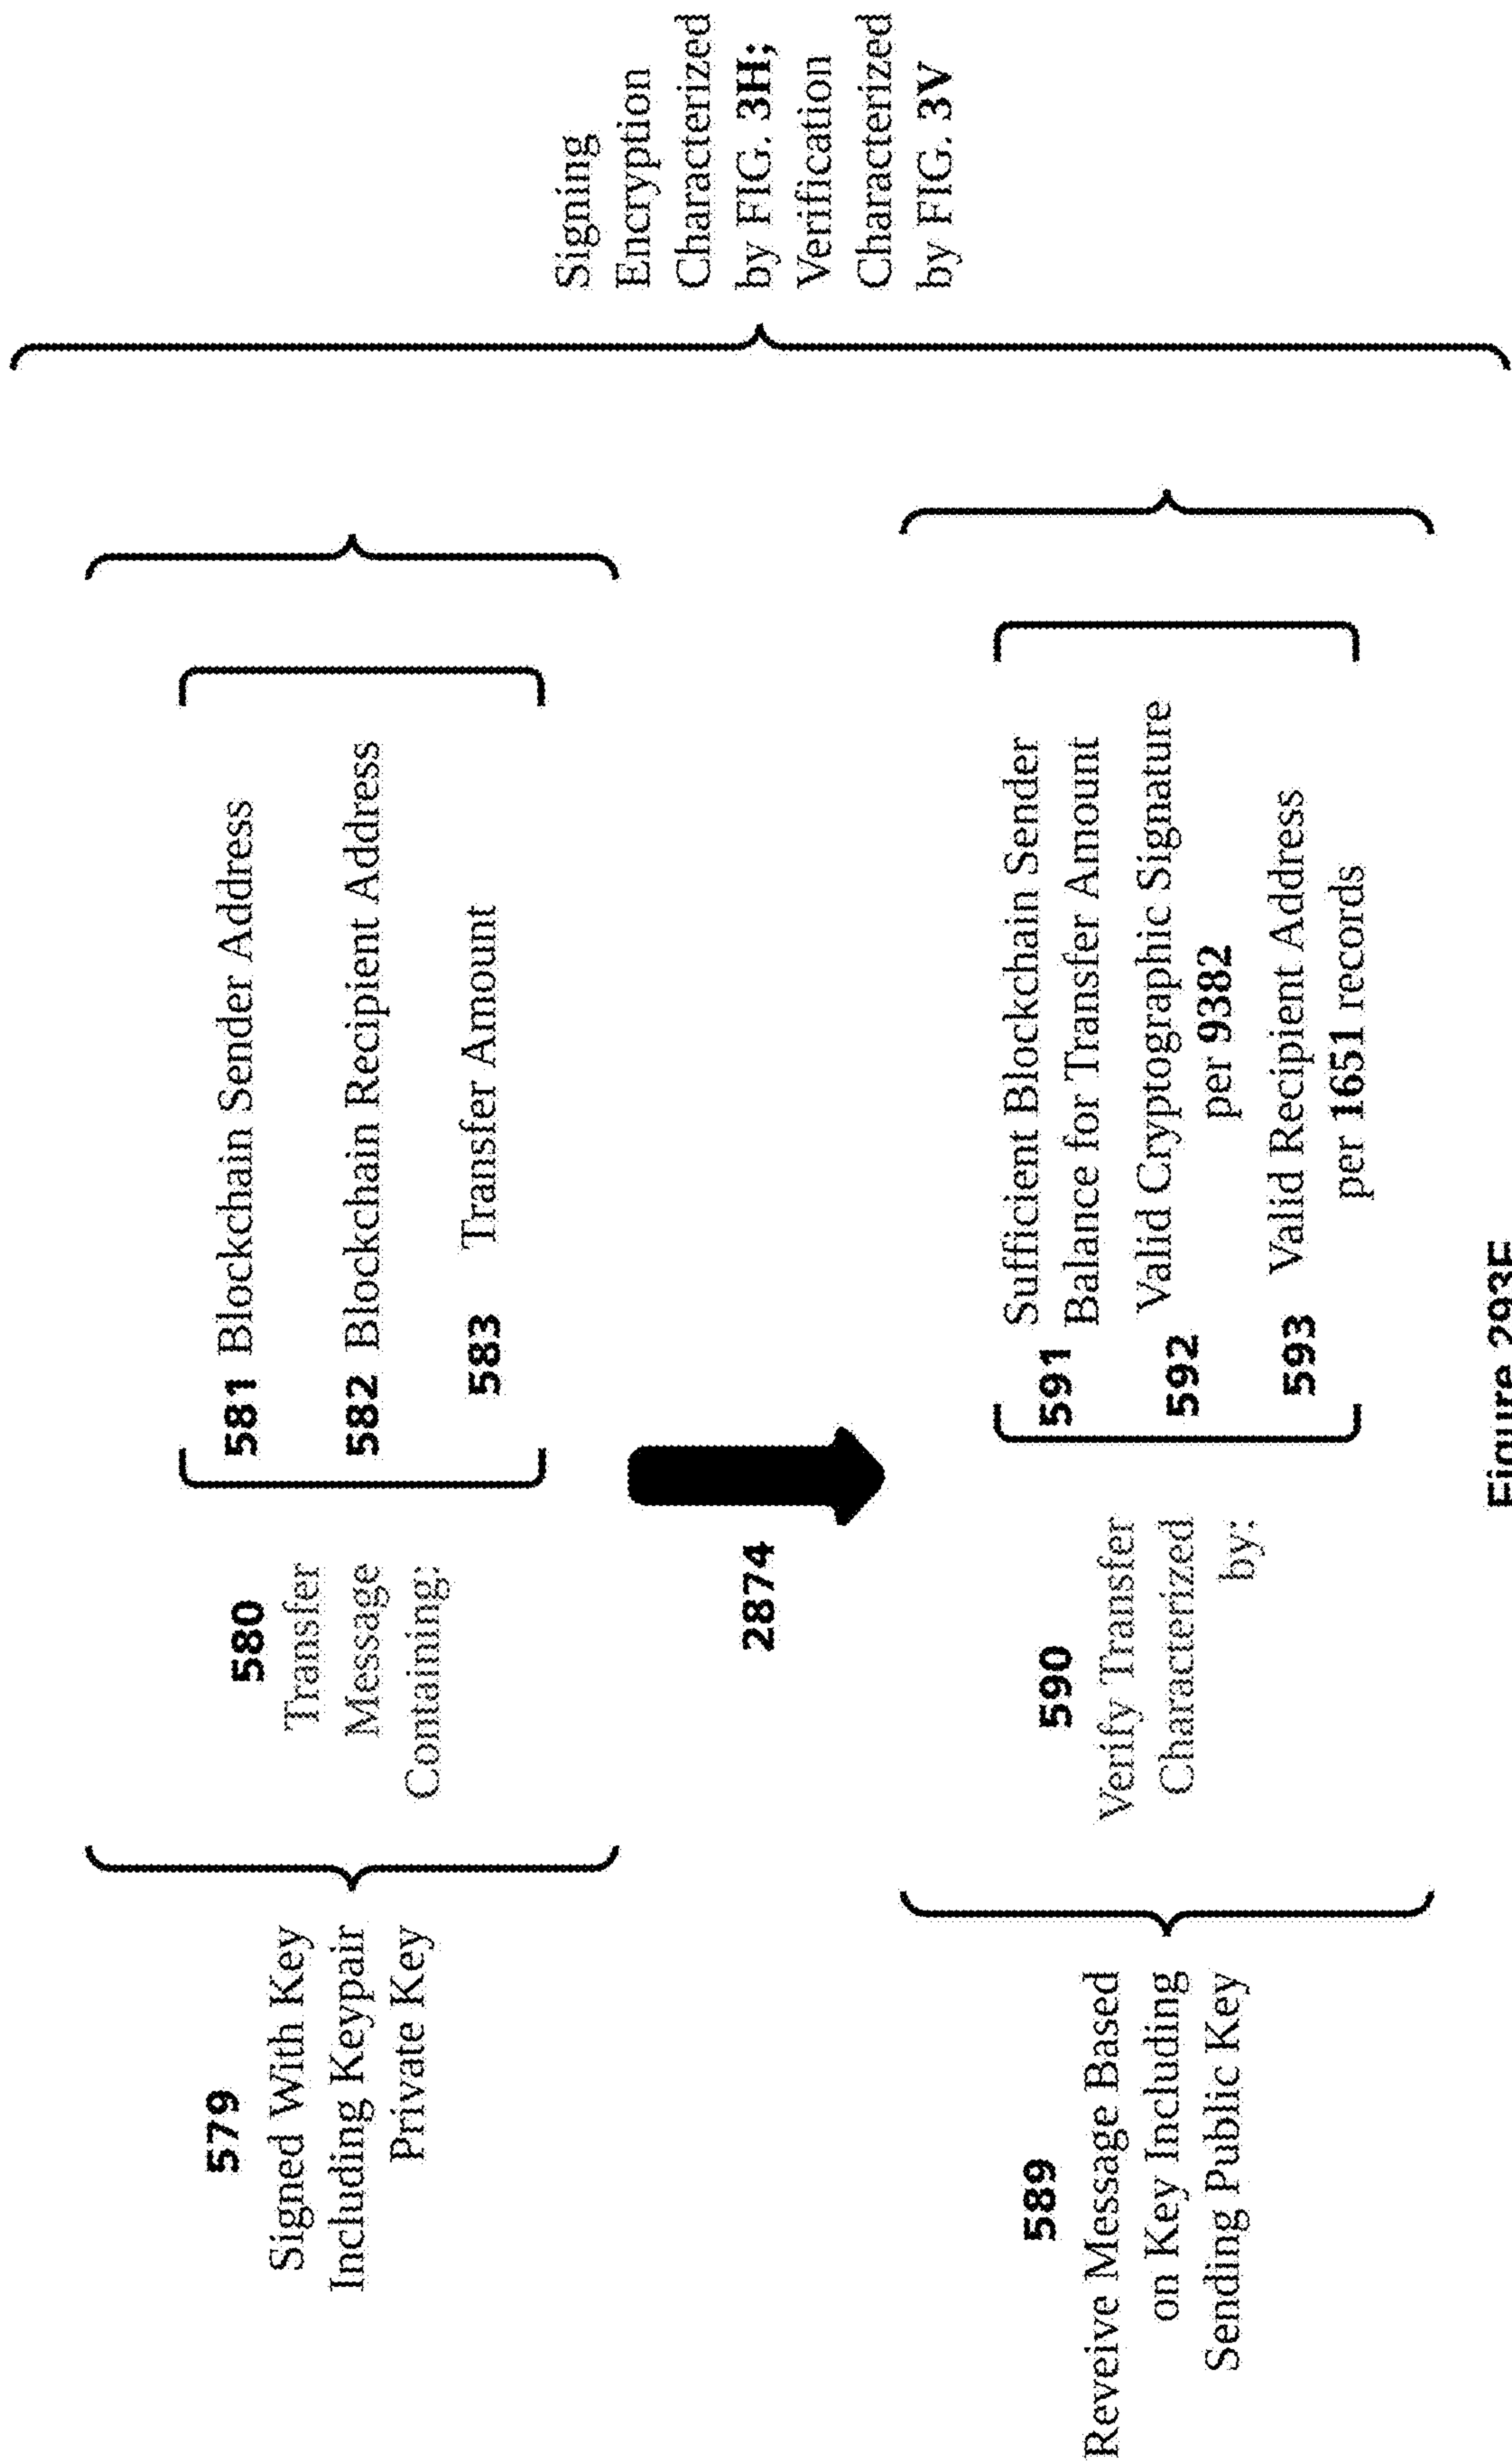 579
Signed With Key
Including Keypair
Private Key
580
Transfer
Message
Containing:
581 Blockchain Sender Address
582 Blockchain Recipient Address
583 Transfer Amount
2874
589
Reveive Message Based
on Key Including
Sending Public Key
590
Verify Transfer
Characterized
by:
591 Sufficient Blockchain Sender
Balance for Transfer Amount
592 Valid Cryptographic Signature
per 9382
593 Valid Recipient Address
per 1651 records
Signing
Encryption
Characterized
by FIG. 3H;
Verification
Characterized
by FIG. 3V
Figure